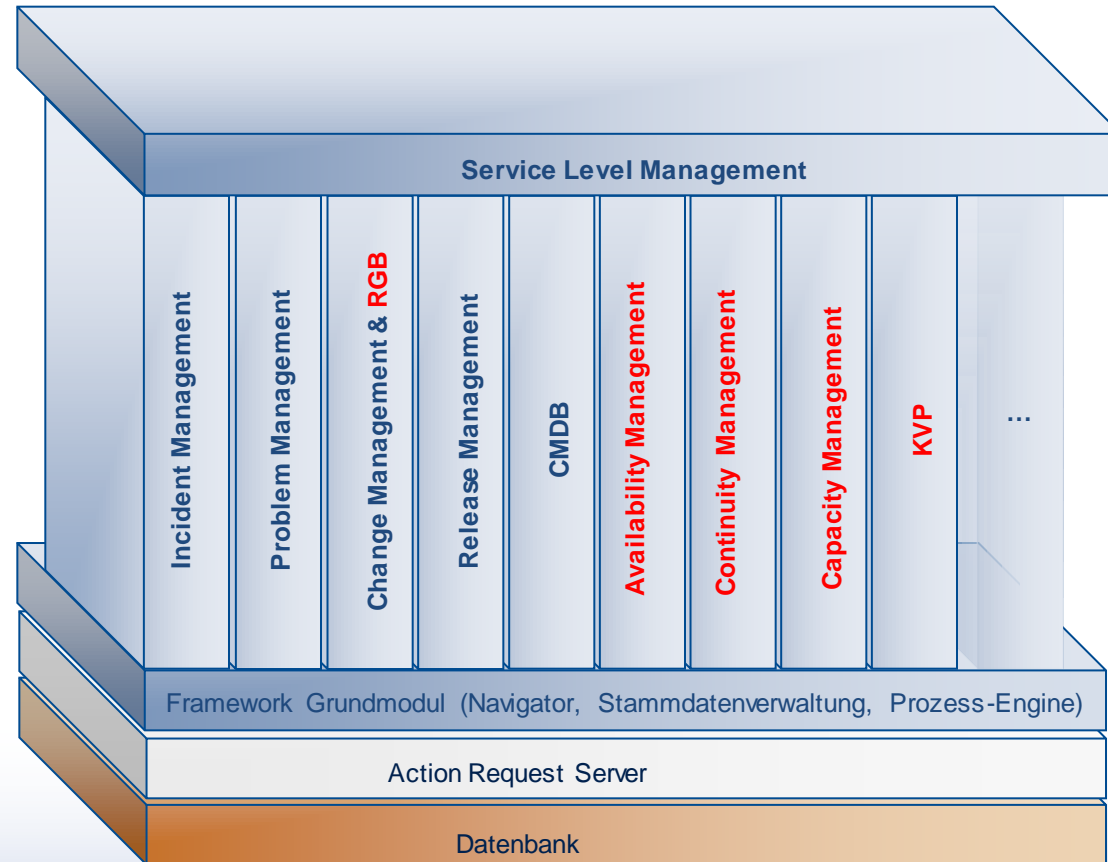 Service Level Management
Incident Management
Problem Management
Change Management & RGB
Release Management
CMDB
Availability Management
Continuity Management
Capacity Management
KVP
...
Framework Grundmodul (Navigator, Stammdatenverwaltung, Prozess-Engine)
Action Request Server
Datenbank